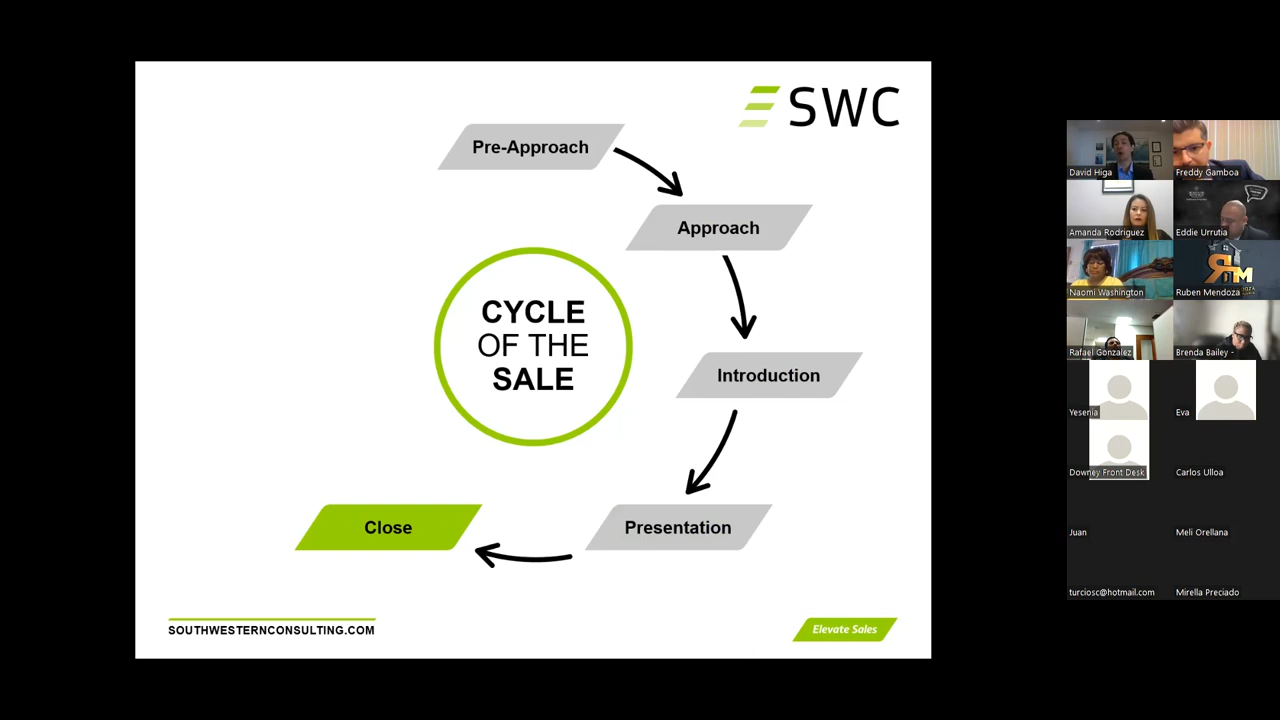 SWC
Pre-Approach
Approach
CYCLE
OF THE
SALE
Introduction
Presentation
Close
SOUTHWESTERNCONSULTING.COM
Elevate Sales
David Higa
Freddy Gamboa
Amanda Rodriguez
Eddie Urrutia
Naomi Washington
Ruben Mendoza
Rafael Gonzalez
Brenda Bailey -
Yesenia
Eva
Downey Front Desk
Carlos Ulloa
Juan
Meli Orellana
turciosc@hotmail.com
Mirella Preciado